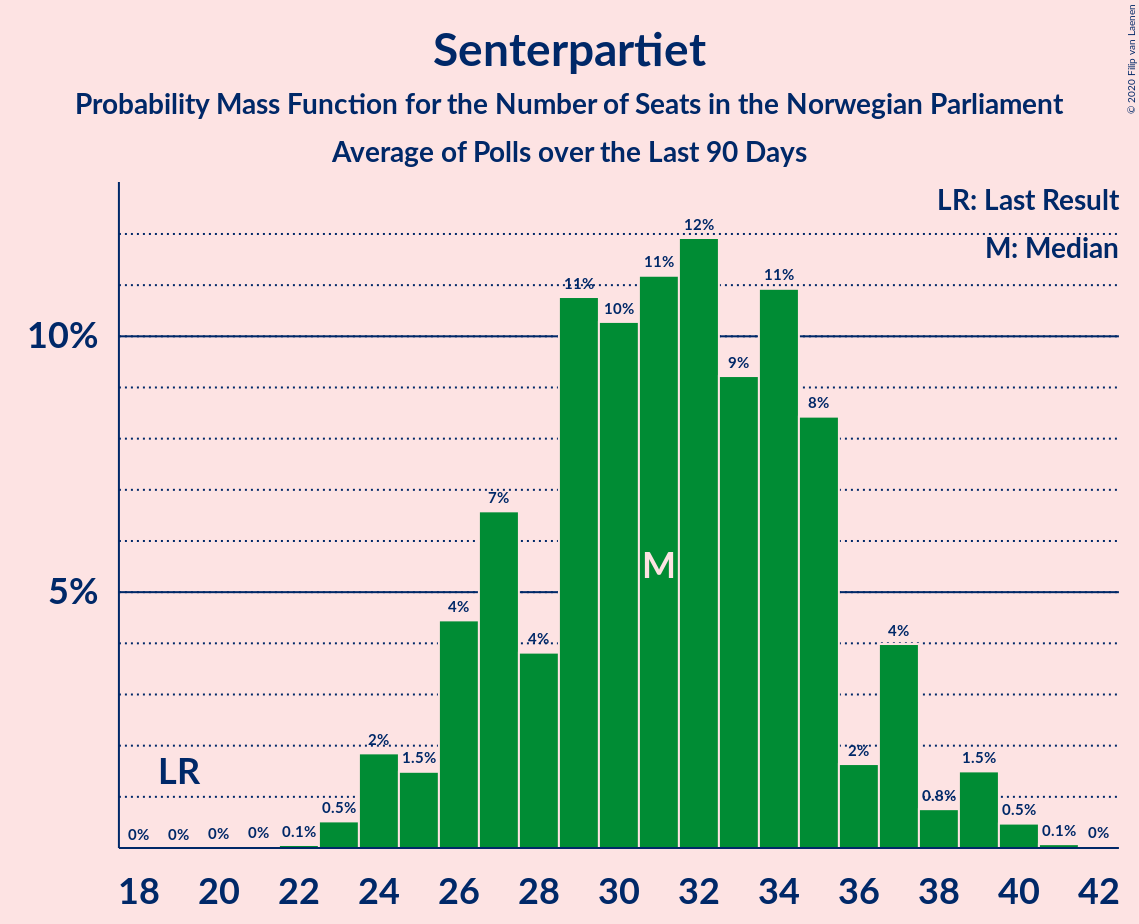 Senterpartiet
Probability Mass Function for the Number of Seats in the Norwegian Parliament
Average of Polls over the Last 90 Days
© 2020 Filip van Laenen
LR: Last Result
M: Median
10%
5%
0% 0% 0% 0% 0.1% 0.5% 2% 1.5% 4% 7% 4% 11% 10% 11% 12% 9% 11% 8% 2% 4% 0.8% 1.5% 0.5% 0.1% 0%
LR
M
18 20 22 24 26 28 30 32 34 36 38 40 42